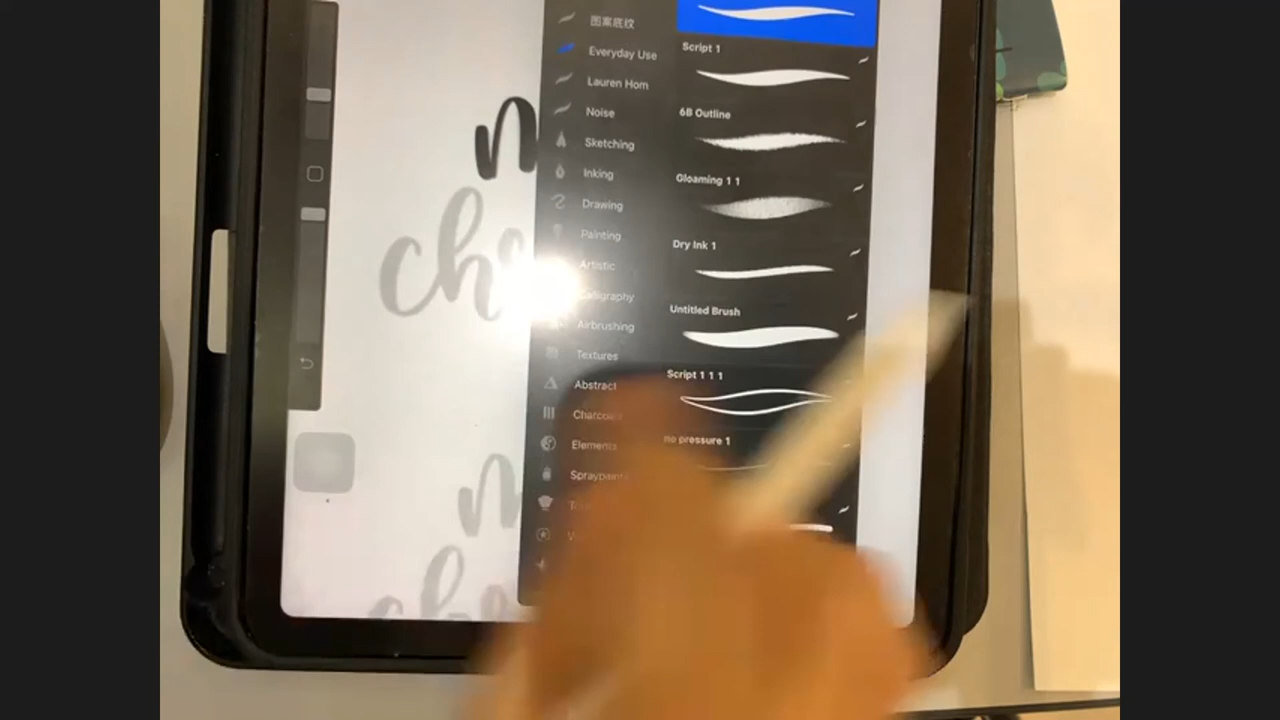 图案底纹
Everyday Use
Lauren Hom
Noise
Sketching
Inking
Drawing
Painting
Artistic
Calligraphy
Airbrushing
Textures
Abstract
Charcoal
Elements
Spraypaints
Script 1
6B Outline
Gloaming 1 1
Dry Ink 1
Untitled Brush
Script 1 1 1
no pressure 1